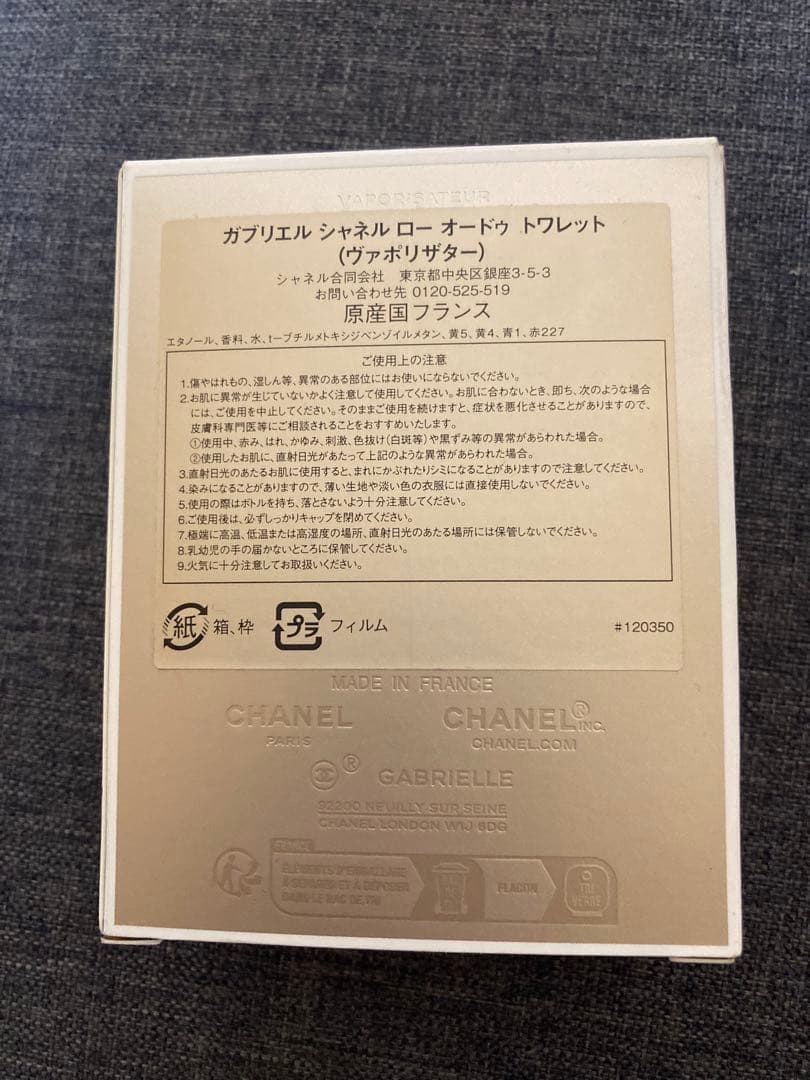 VAPORISATEUR
ガブリエル シャネル ロー オードゥ トワレット
(ヴァポリザター)
シャネル合同会社 東京都中央区銀座3-5-3
お問い合わせ先 0120-525-519
原産国フランス
エタノール、香料、水、t-ブチルメトキシジベンゾイルメタン、黄5、黄4、青1、赤227
ご使用上の注意
1.傷やはれもの、湿しん等、異常のある部位にはお使いにならないでください。
2.お肌に異常が生じていないかよく注意して使用してください。お肌に合わないとき、即ち、次のような場合
には、ご使用を中止してください。そのままご使用を続けますと、症状を悪化させることがありますので、
皮膚科専門医等にご相談されることをおすすめいたします。
①使用中、赤み、はれ、かゆみ、刺激、色抜け(白斑等)や黒ずみ等の異常があらわれた場合。
②使用したお肌に、直射日光があたって上記のような異常があらわれた場合。
3.直射日光のあたるお肌に使用すると、まれにかぶれたりシミになることがありますので注意してください。
4.染みになることがありますので、薄い生地や淡い色の衣服には直接使用しないでください。
5.使用の際はボトルを持ち、落とさないよう十分注意してください。
6.ご使用後は、必ずしっかりキャップを閉めてください。
7.極端に高温、低温または高湿度の場所、直射日光のあたる場所には保管しないでください。
8.乳幼児の手の届かないところに保管してください。
9.火気に十分注意してお取扱いください。
紙 箱、枠 プラ フィルム #120350
MADE IN FRANCE
CHANEL CHANEL® INC.
PARIS CHANEL.COM
® GABRIELLE
92200 NEUILLY SUR SEINE
CHANEL LONDON W1J 6DG
FRANCE
ÉLÉMENTS D'EMBALLAGE
À SÉPARER ET À DÉPOSER
DANS LE BAC DE TRI
FLACON
TRI
VERRE